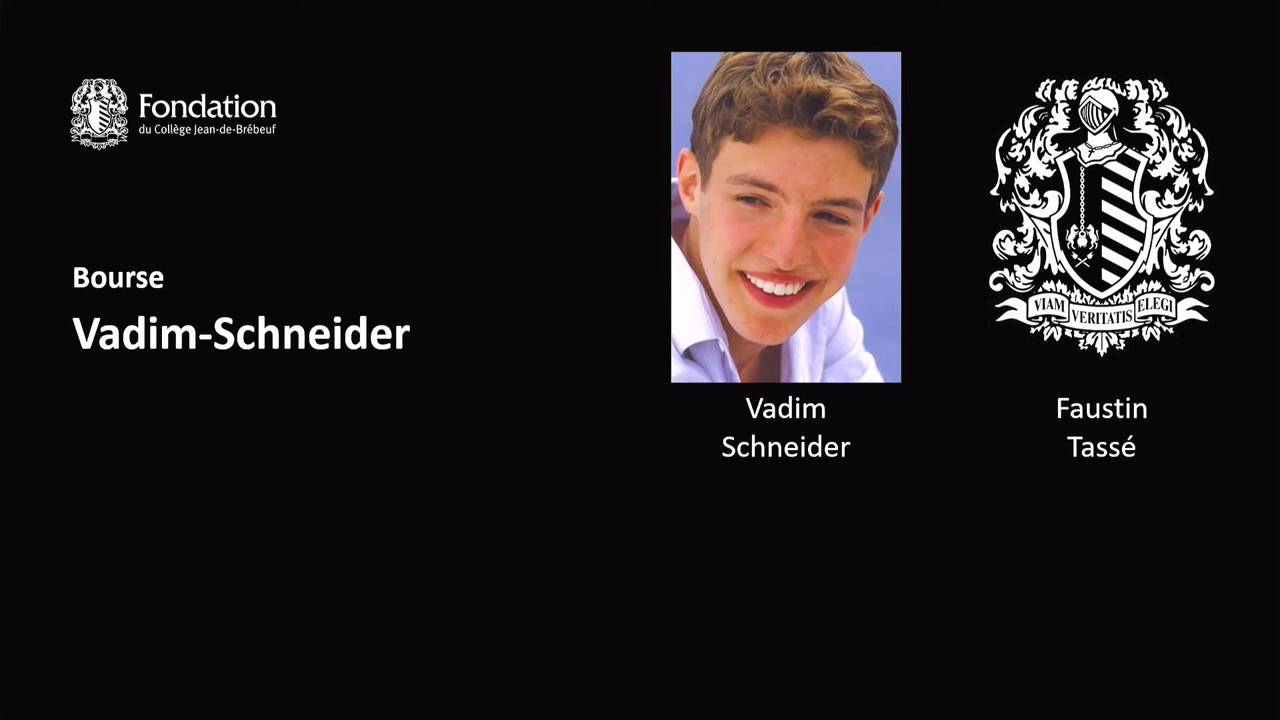 Fondation
du Collège Jean-de-Brébeuf
Bourse
Vadim-Schneider
VIAM VERITATIS ELEGI
Vadim
Schneider
Faustin
Tassé